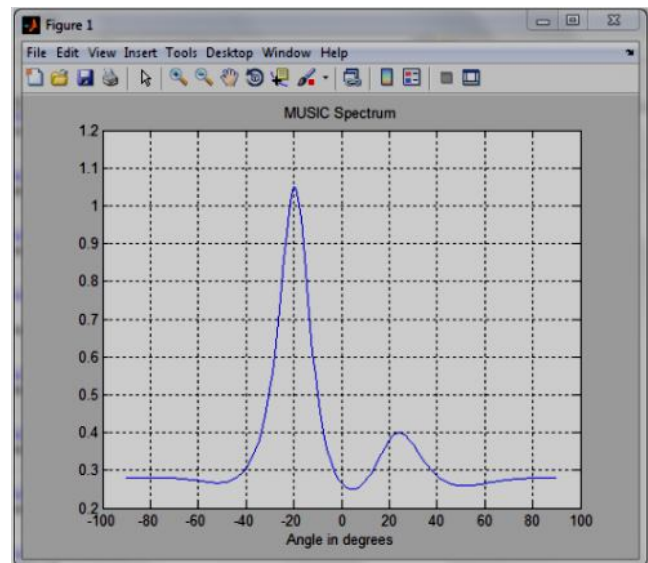 Figure 1
File Edit View Insert Tools Desktop Window Help
MUSIC Spectrum
1.2
1.1
1
0.9
0.8
0.7
0.6
0.5
0.4
0.3
0.2
-100 -80 -60 -40 -20 0 20 40 60 80 100
Angle in degrees